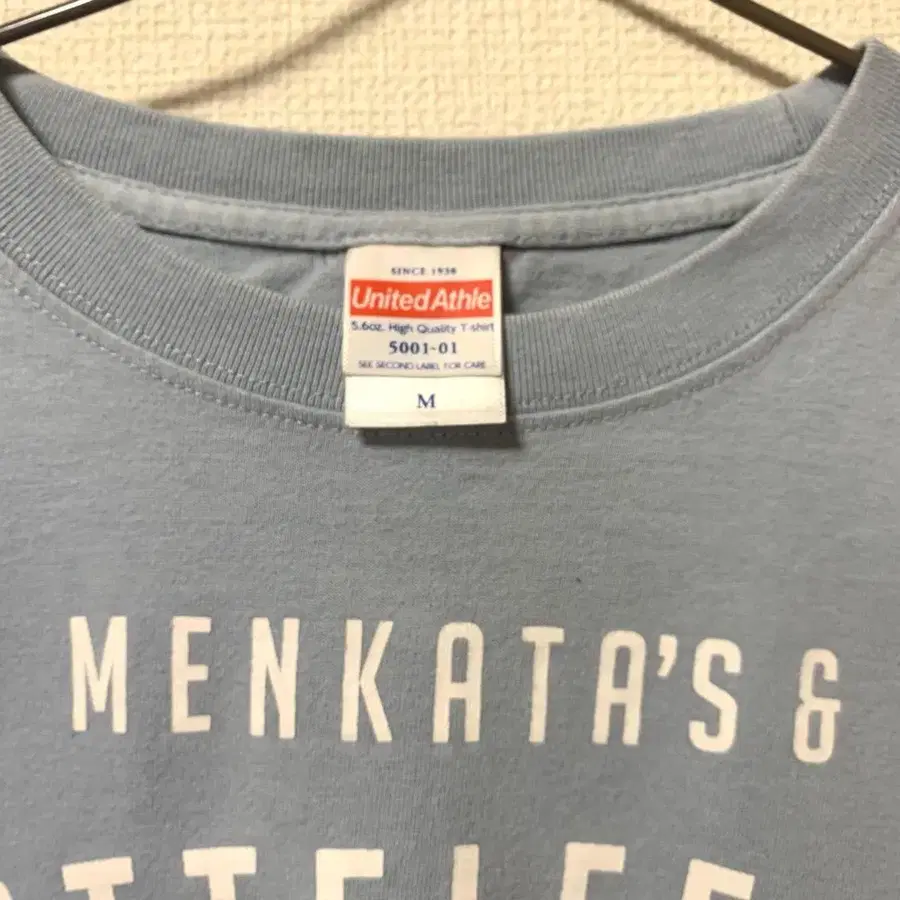 SINCE 1938
United Athle
5.6oz. High Quality T-shirt
5001-01
SEE SECOND LABEL FOR CARE
M
MENKATA'S &